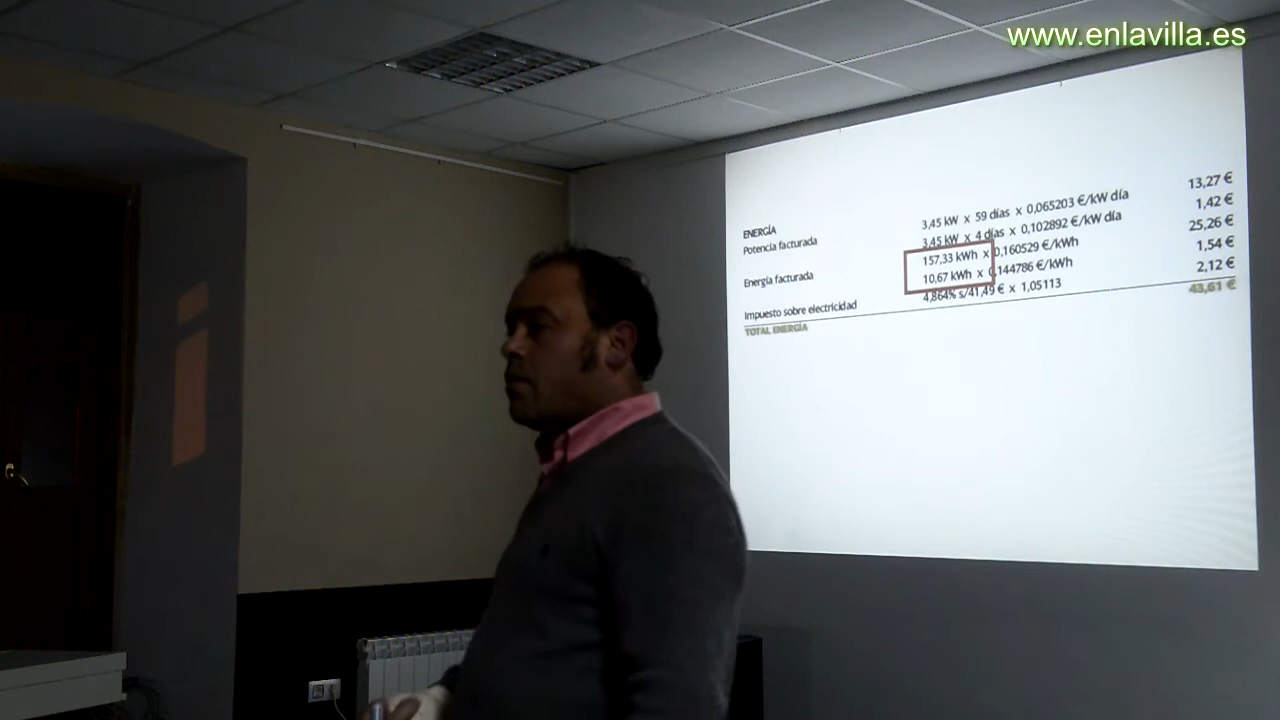 www.enlavilla.es
13,27 €
ENERGÍA 3,45 kW x 59 días x 0,065203 €/kW día 1,42 €
Potencia facturada 3,45 kW x 4 días x 0,102892 €/kW día 25,26 €
157,33 kWh x 0,160529 €/kWh 1,54 €
Energía facturada 10,67 kWh x 0,144786 €/kWh 2,12 €
Impuesto sobre electricidad 4,864% s/41,49 € x 1,05113
TOTAL ENERGÍA 43,61 €